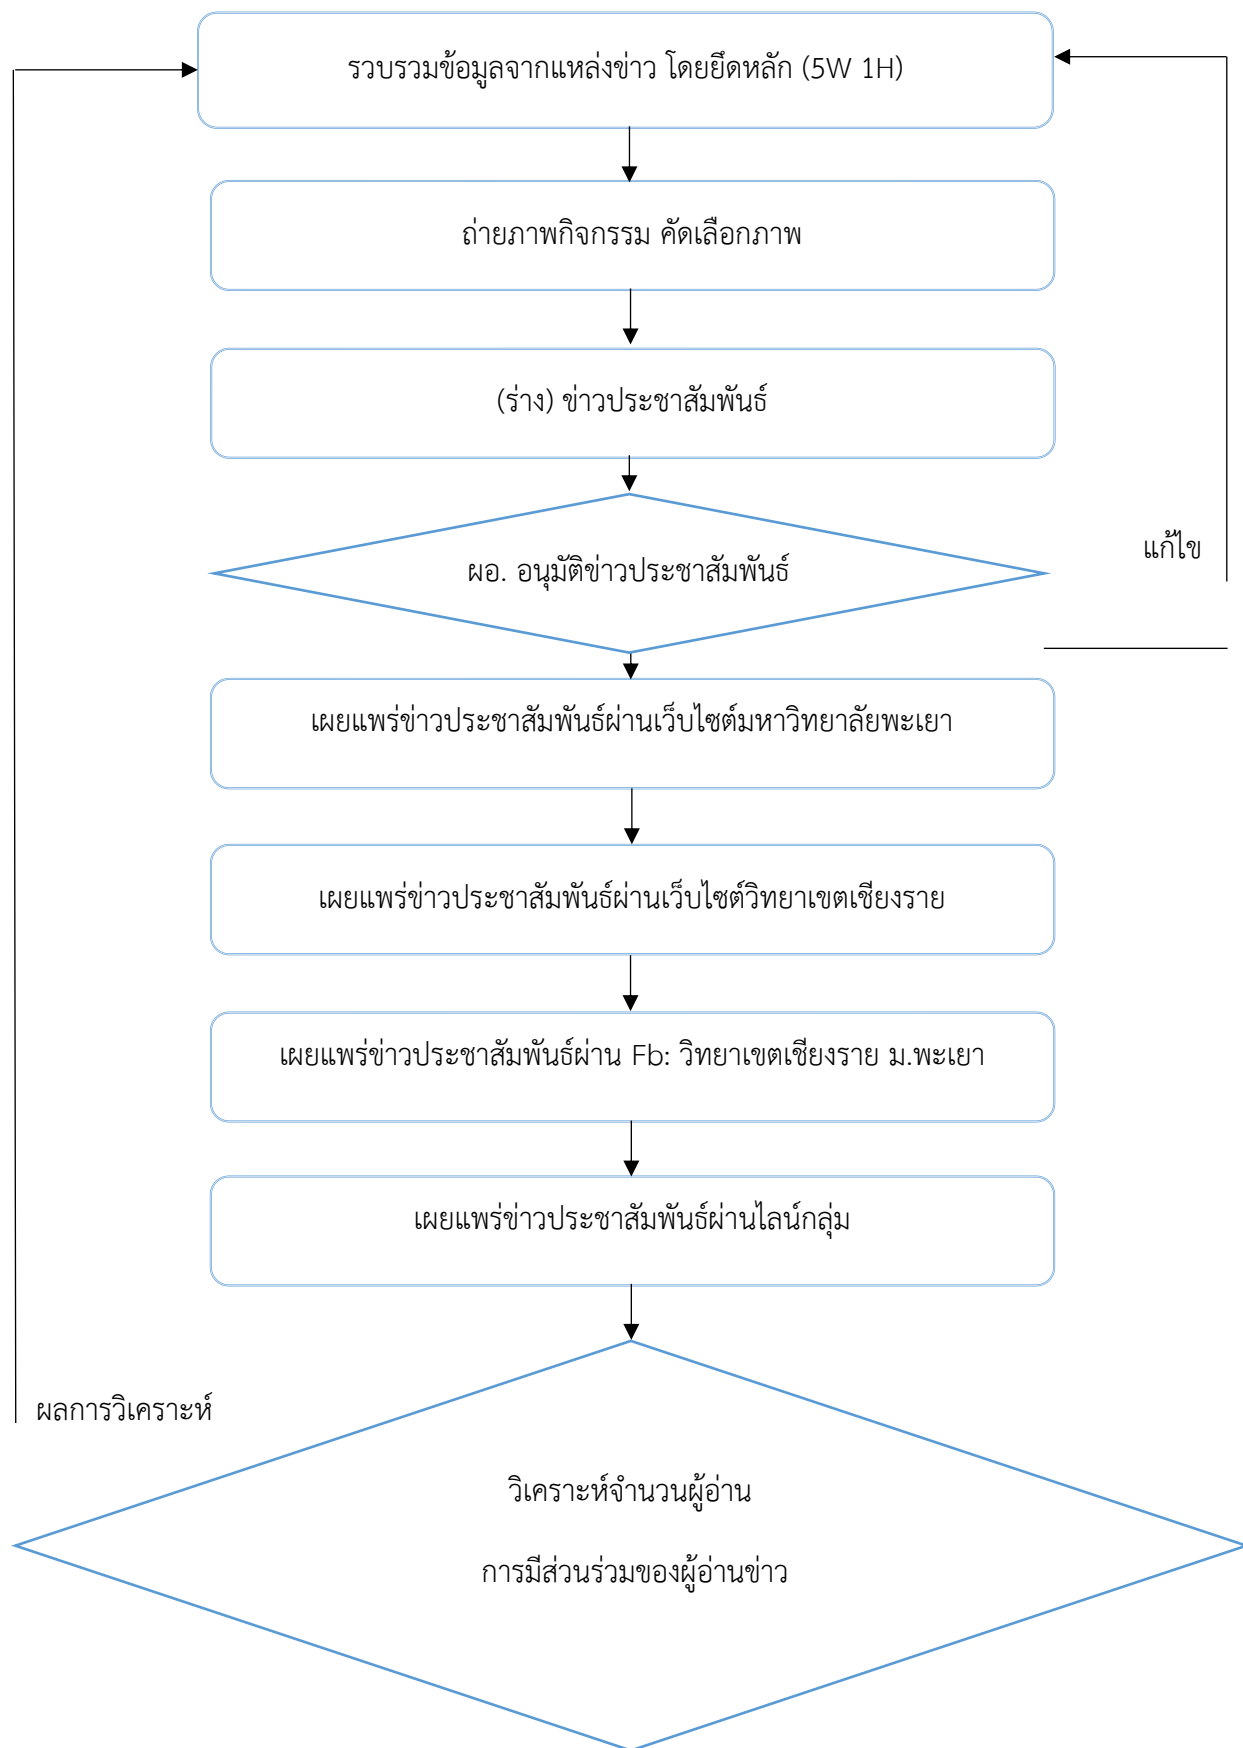 รวบรวมข้อมูลจากแหล่งข่าว โดยยึดหลัก (5W 1H)
ถ่ายภาพกิจกรรม คัดเลือกภาพ
(ร่าง) ข่าวประชาสัมพันธ์
แก้ไข
ผอ. อนุมัติข่าวประชาสัมพันธ์
เผยแพร่ข่าวประชาสัมพันธ์ผ่านเว็บไซต์มหาวิทยาลัยพะเยา
เผยแพร่ข่าวประชาสัมพันธ์ผ่านเว็บไซต์วิทยาเขตเชียงราย
เผยแพร่ข่าวประชาสัมพันธ์ผ่าน Fb: วิทยาเขตเชียงราย ม.พะเยา
เผยแพร่ข่าวประชาสัมพันธ์ผ่านไลน์กลุ่ม
ผลการวิเคราะห์
วิเคราะห์จำนวนผู้อ่าน
การมีส่วนร่วมของผู้อ่านข่าว